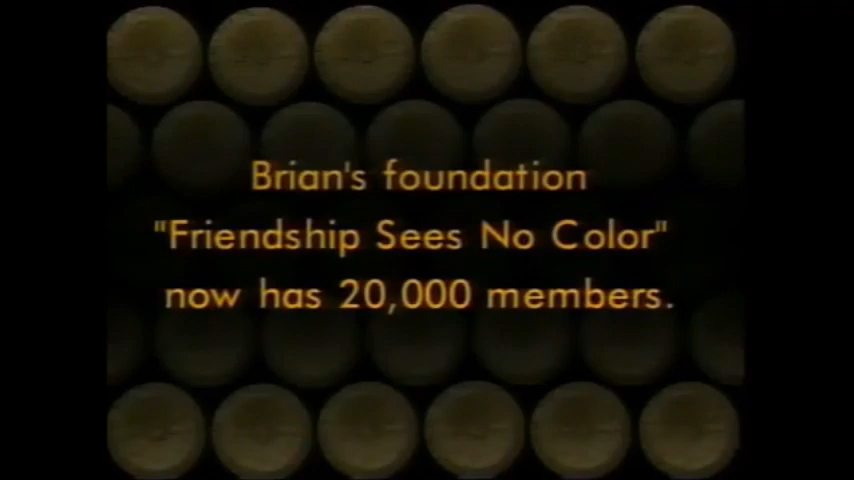 Brian's foundation
"Friendship Sees No Color"
now has 20,000 members.